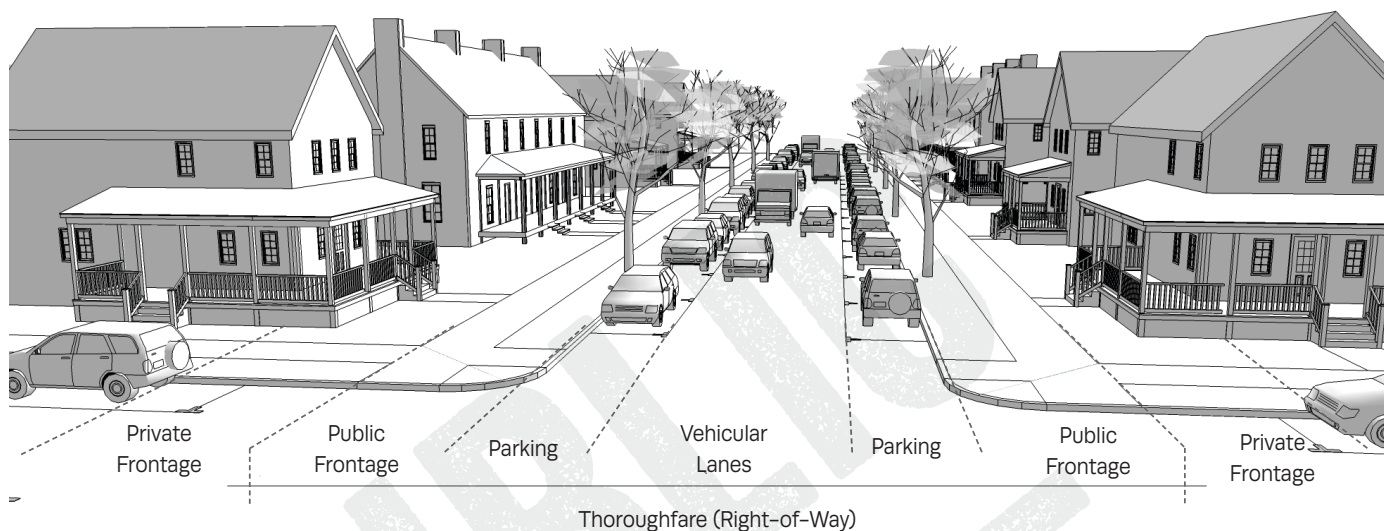 Private
Frontage
Public
Frontage
Parking
Vehicular
Lanes
Parking
Public
Frontage
Private
Frontage
Thoroughfare (Right-of-Way)